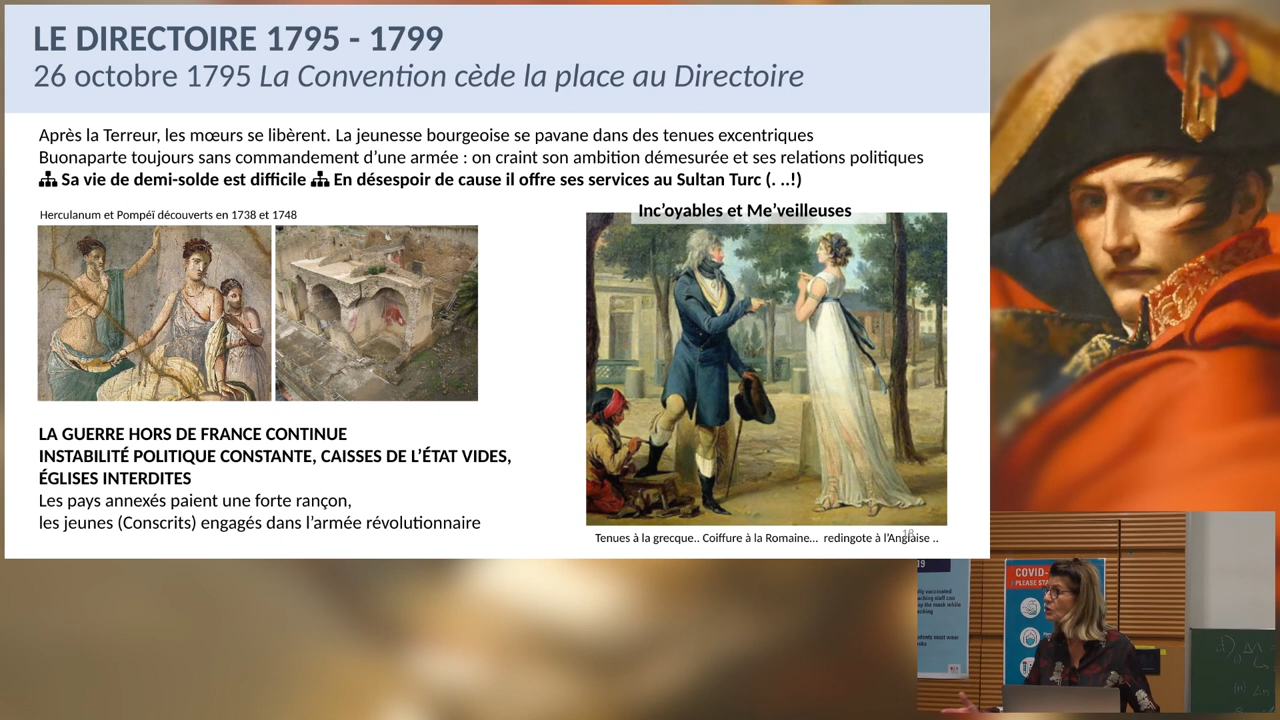 LE DIRECTOIRE 1795 - 1799
26 octobre 1795 La Convention cède la place au Directoire
Après la Terreur, les mœurs se libèrent. La jeunesse bourgeoise se pavane dans des tenues excentriques
Buonaparte toujours sans commandement d’une armée : on craint son ambition démesurée et ses relations politiques
Sa vie de demi-solde est difficile En désespoir de cause il offre ses services au Sultan Turc (. ..!)
Inc’oyables et Me’veilleuses
Herculanum et Pompéï découverts en 1738 et 1748
LA GUERRE HORS DE FRANCE CONTINUE
INSTABILITÉ POLITIQUE CONSTANTE, CAISSES DE L’ÉTAT VIDES,
ÉGLISES INTERDITES
Les pays annexés paient une forte rançon,
les jeunes (Conscrits) engagés dans l’armée révolutionnaire
18
Tenues à la grecque.. Coiffure à la Romaine... redingote à l’Anglaise ..
19
COVID-
PLEASE STA